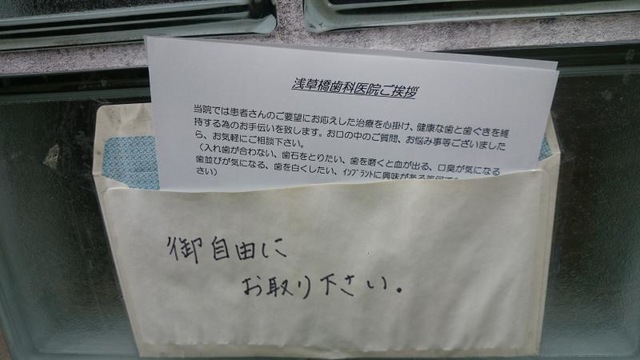 浅草橋歯科医院ご挨拶
当院では患者さんのご要望にお応えした治療を心掛け、健康な歯と歯ぐきを維
持する為のお手伝いを致します。お口の中のご質問、お悩み事等ございました
ら、お気軽にご相談下さい。
(入れ歯が合わない、歯石をとりたい、歯を磨くと血が出る、口臭が気になる
歯並びが気になる、歯を白くしたい、インプラントに興味がある等何で
さい)
御自由に
お取り下さい。